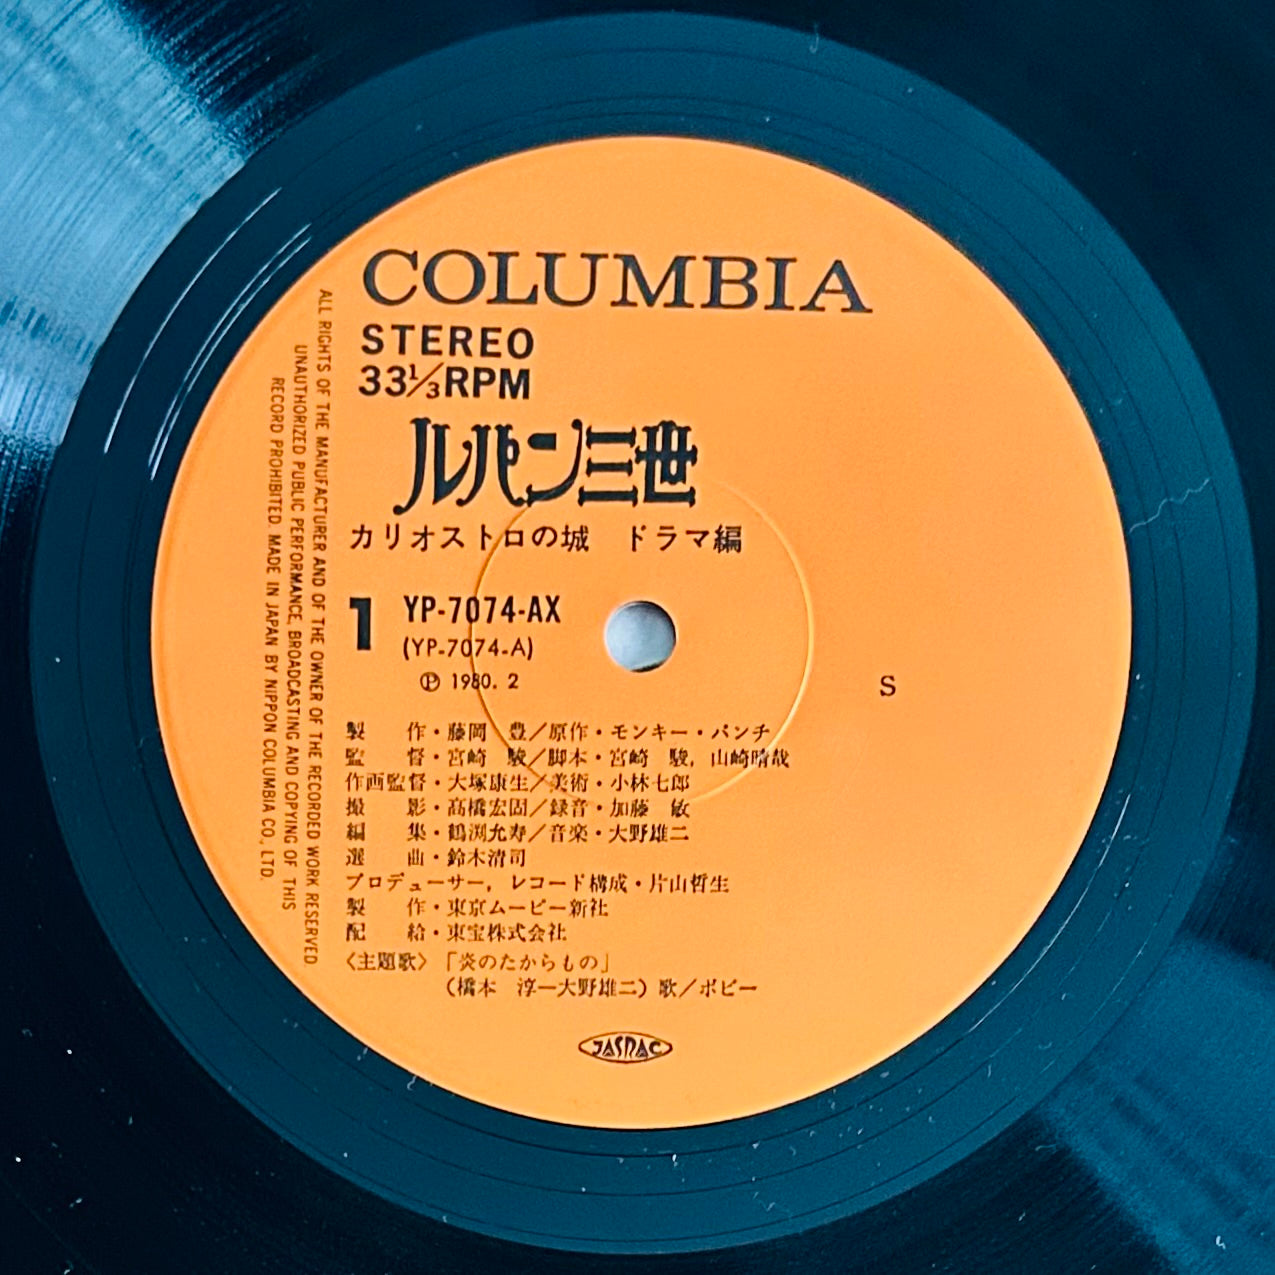 COLUMBIA
STEREO
33⅓RPM
ルパン三世
カリオストロの城　ドラマ編
1 YP-7074-AX
(YP-7074-A)
Ⓟ 1980. 2
S
製　作・藤岡　豊／原作・モンキー・パンチ
監　督・宮崎　駿／脚本・宮崎　駿，山崎晴哉
作画監督・大塚康生／美術・小林七郎
撮　影・高橋宏固／録音・加藤　敏
編　集・鶴渕允寿／音楽・大野雄二
選　曲・鈴木清司
プロデューサー，レコード構成・片山哲生
製　作・東京ムービー新社
配　給・東宝株式会社
〈主題歌〉「炎のたからもの」
（橋本　淳—大野雄二）歌／ボビー
JASRAC
ALL RIGHTS OF THE MANUFACTURER AND OF THE OWNER OF THE RECORDED WORK RESERVED
UNAUTHORIZED PUBLIC PERFORMANCE, BROADCASTING AND COPYING OF THIS
RECORD PROHIBITED. MADE IN JAPAN BY NIPPON COLUMBIA CO., LTD.